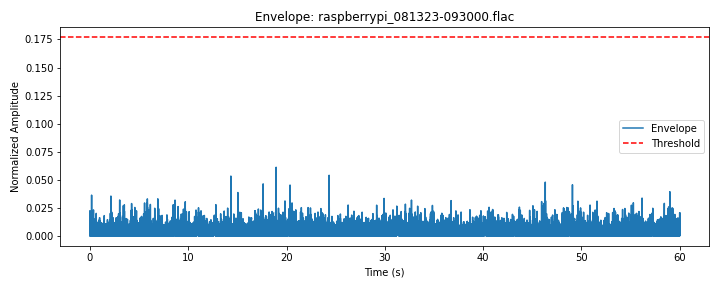 Envelope: raspberrypi_081323-093000.flac
Normalized Amplitude
0.175
0.150
0.125
0.100
0.075
0.050
0.025
0.000
Envelope
Threshold
0 10 20 30 40 50 60
Time (s)